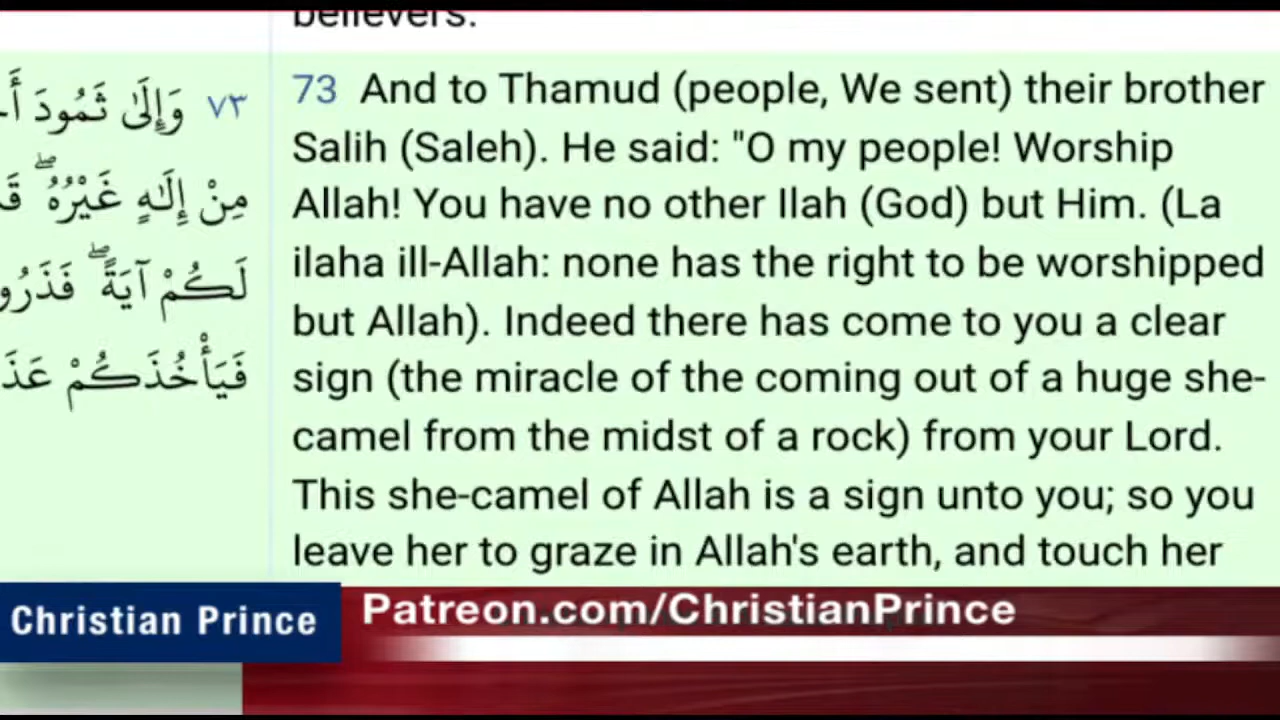 believers.
73 And to Thamud (people, We sent) their brother
Salih (Saleh). He said: "O my people! Worship
Allah! You have no other Ilah (God) but Him. (La
ilaha ill-Allah: none has the right to be worshipped
but Allah). Indeed there has come to you a clear
sign (the miracle of the coming out of a huge she-
camel from the midst of a rock) from your Lord.
This she-camel of Allah is a sign unto you; so you
leave her to graze in Allah's earth, and touch her
٧٣ وَإِلَىٰ ثَمُودَ
مِنْ إِلَٰهٍ غَيْرُهُ ۖ
لَكُمْ آيَةً ۖ
فَيَأْخُذَكُمْ
Christian Prince
Patreon.com/ChristianPrince